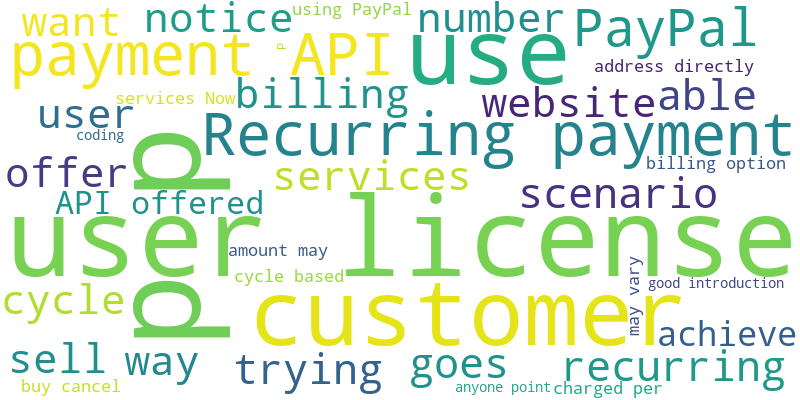 using PayPal
want
notice
number
PayPal
payment
P
API
use
address directly
services Now
billing
website
able
user
coding
Recurring payment
p p
offer
services
billing option
scenario
API offered
user license
amount may
cycle based
may vary
good introduction
cycle
customer
achieve
sell
way
trying
goes
recurring
buy cancel
anyone point
charged per